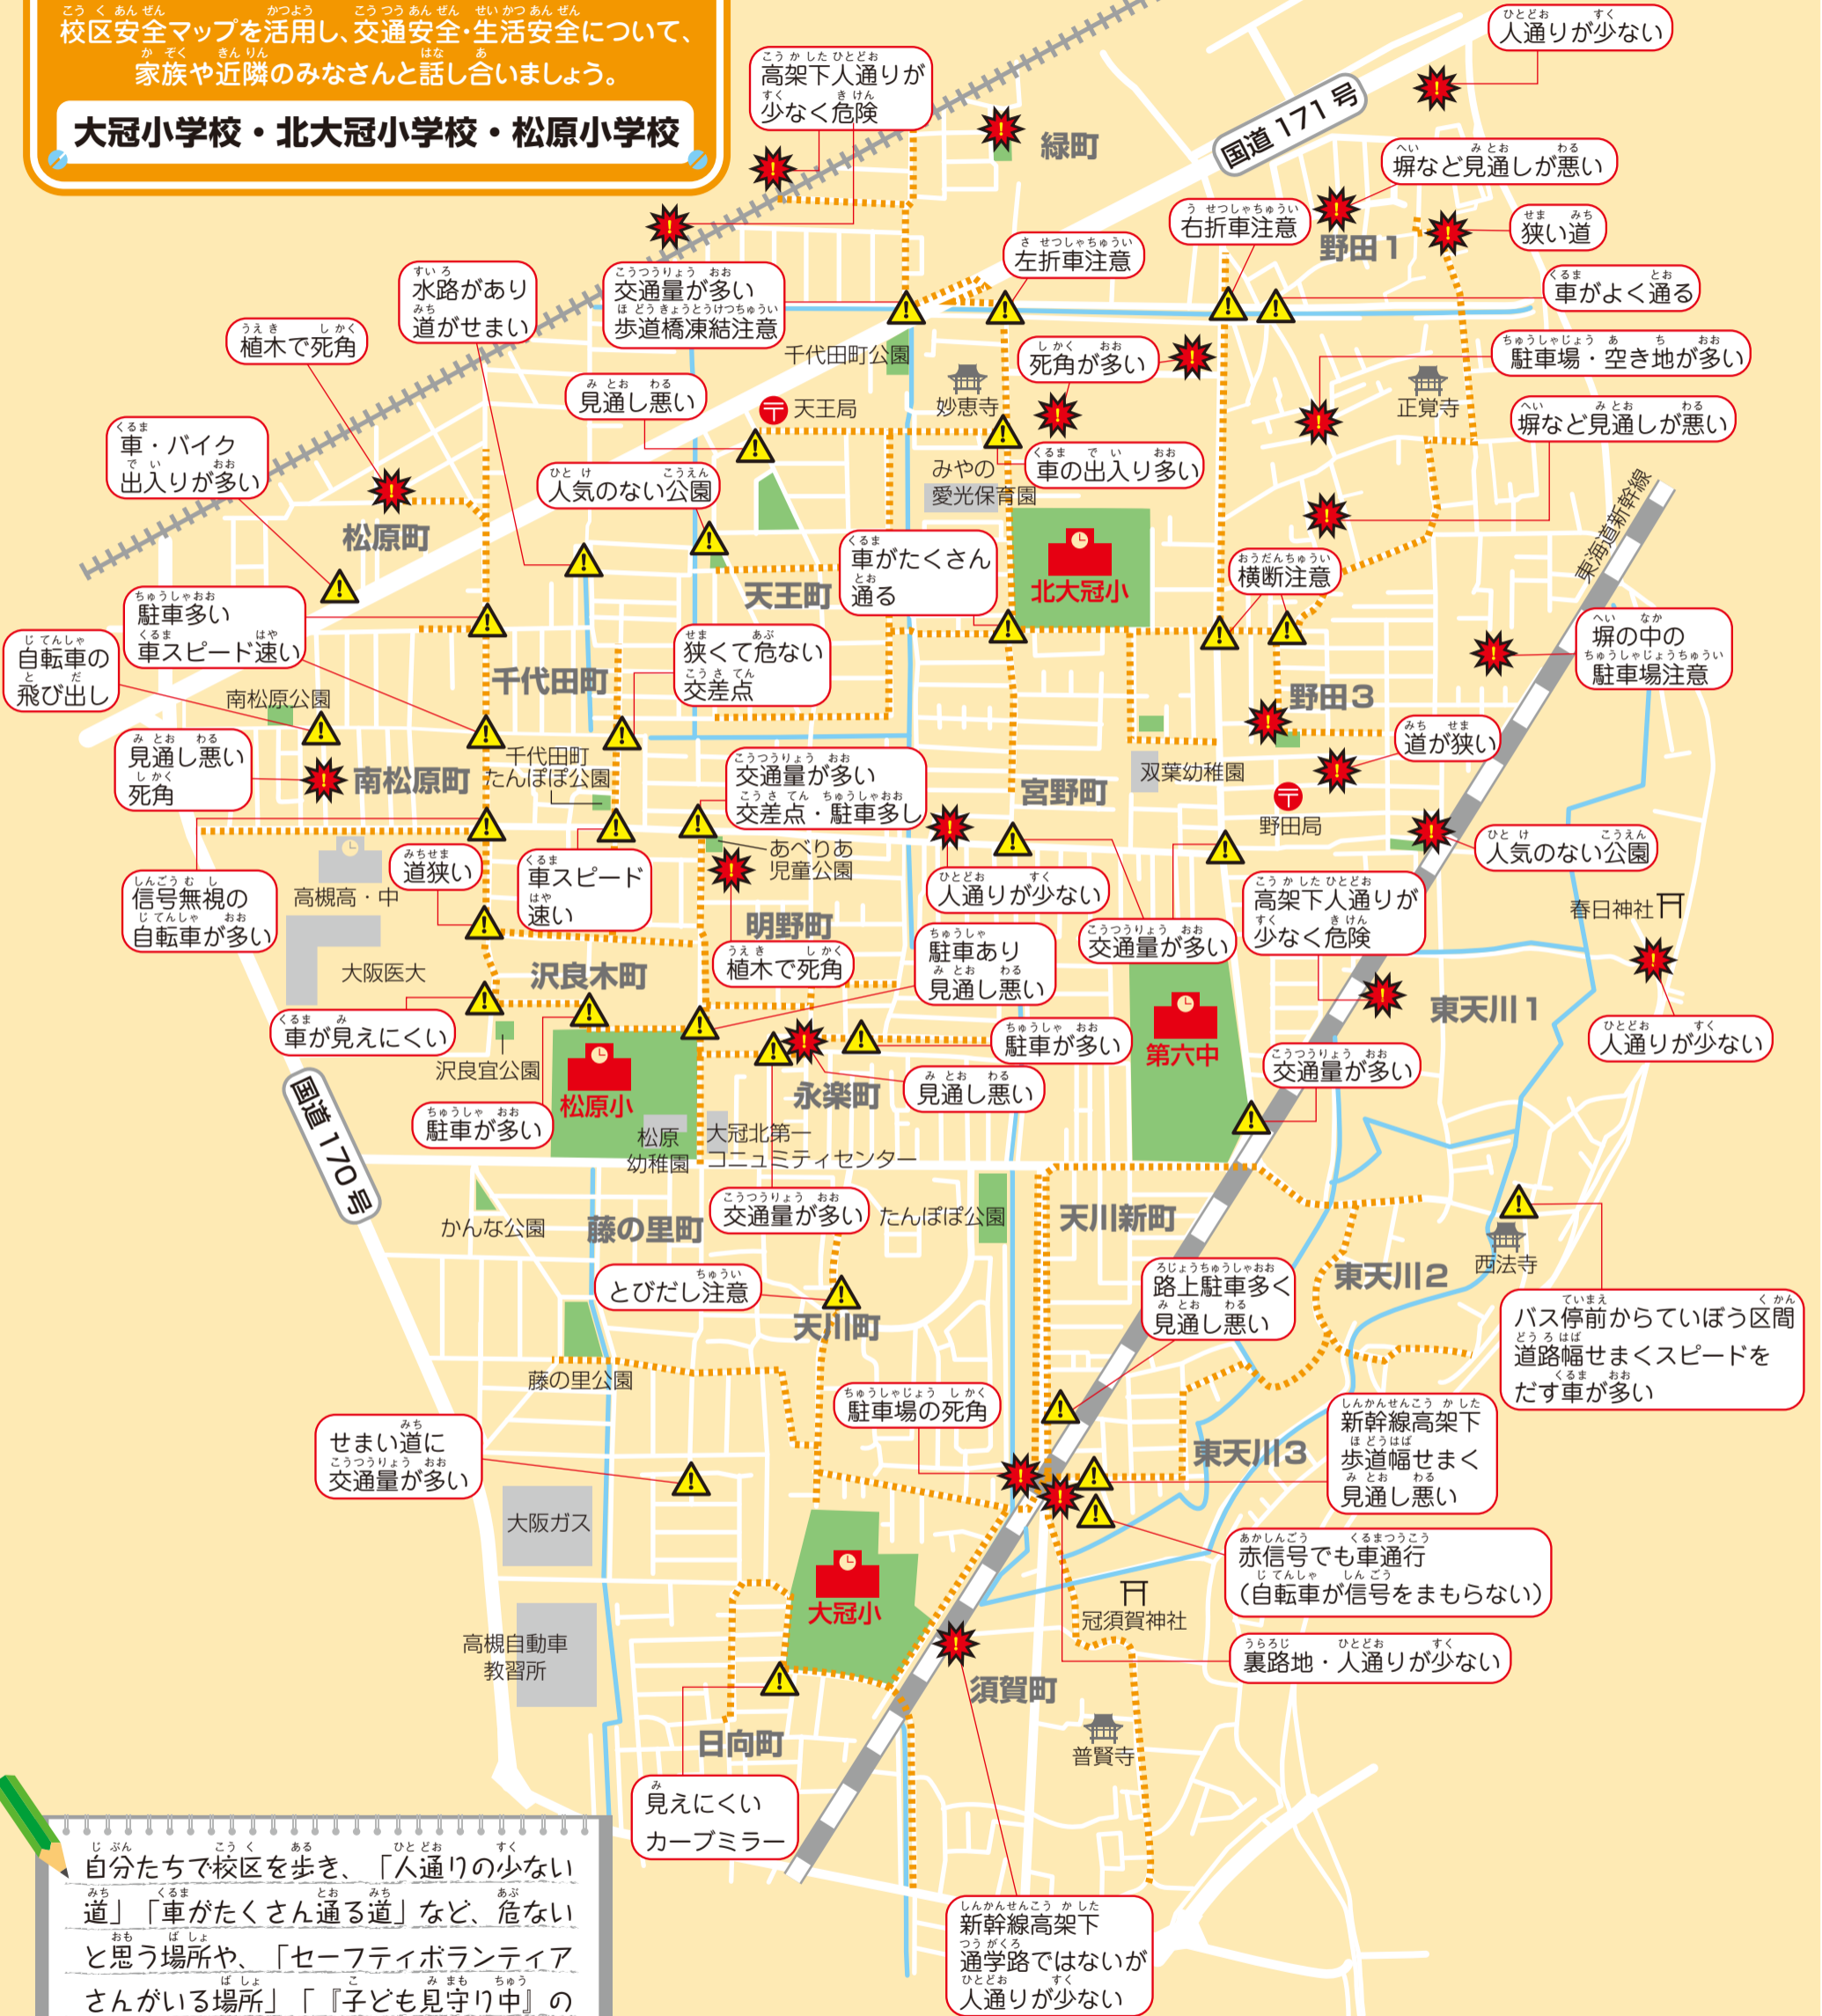 校区安全マップを活用し、交通安全・生活安全について、
家族や近隣のみなさんと話し合いましょう。
大冠小学校・北大冠小学校・松原小学校
人通りが少ない
高架下人通りが
少なく危険
緑町
国道171号
塀など見通しが悪い
右折車注意
野田1
狭い道
左折車注意
車がよく通る
水路があり
道がせまい
交通量が多い
歩道橋凍結注意
植木で死角
千代田町公園
死角が多い
駐車場・空き地が多い
見通し悪い
天王局
妙恵寺
正覚寺
塀など見通しが悪い
車・バイク
出入りが多い
人気のない公園
みやの
愛光保育園
車の出入り多い
東海道新幹線
松原町
車がたくさん
通る
天王町
北大冠小
横断注意
駐車多い
車スピード速い
自転車の
飛び出し
狭くて危ない
交差点
塀の中の
駐車場注意
南松原公園
千代田町
野田3
見通し悪い
死角
南松原町
千代田町
たんぽぽ公園
交通量が多い
交差点・駐車多し
宮野町
双葉幼稚園
道が狭い
野田局
人気のない公園
あべりあ
児童公園
道狭い
車スピード
速い
高槻高・中
信号無視の
自転車が多い
人通りが少ない
高架下人通りが
少なく危険
春日神社
明野町
交通量が多い
植木で死角
駐車あり
見通し悪い
大阪医大
沢良木町
東天川1
車が見えにくい
駐車が多い
人通りが少ない
第六中
沢良宜公園
交通量が多い
見通し悪い
永楽町
松原小
駐車が多い
国道170号
松原
幼稚園
大冠北第一
コニュミティセンター
交通量が多い
たんぽぽ公園
かんな公園
藤の里町
天川新町
西法寺
東天川2
とびだし注意
路上駐車多く
見通し悪い
天川町
バス停前からていぼう区間
道路幅せまくスピードを
だす車が多い
藤の里公園
駐車場の死角
せまい道に
交通量が多い
東天川3
新幹線高架下
歩道幅せまく
見通し悪い
大阪ガス
赤信号でも車通行
(自転車が信号をまもらない)
大冠小
冠須賀神社
高槻自動車
教習所
裏路地・人通りが少ない
須賀町
日向町
普賢寺
見えにくい
カーブミラー
自分たちで校区を歩き、「人通りの少ない
道」「車がたくさん通る道」など、危ない
と思う場所や、「セーフティボランティア
さんがいる場所」「『子ども見守り中』の
新幹線高架下
通学路ではないが
人通りが少ない